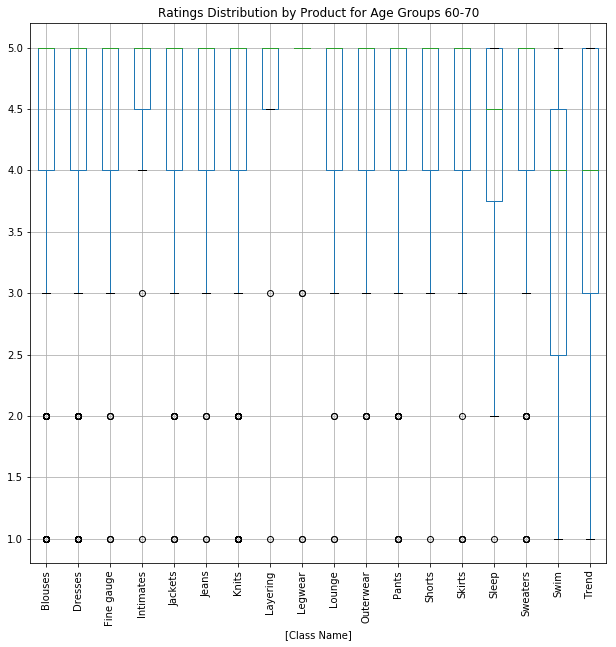 Ratings Distribution by Product for Age Groups 60-70
5.0
4.5
4.0
3.5
3.0
2.5
2.0
1.5
1.0
Blouses
Dresses
Fine gauge
Intimates
Jackets
Jeans
Knits
Layering
Legwear
Lounge
Outerwear
Pants
Shorts
Skirts
Sleep
Sweaters
Swim
Trend
[Class Name]